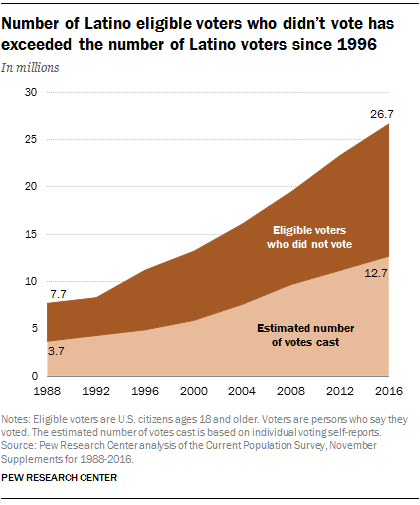 Number of Latino eligible voters who didn't vote has
exceeded the number of Latino voters since 1996
In millions
30
25
20
15
10
5
0
26.7
Eligible voters
who did not vote
7.7
12.7
Estimated number
of votes cast
3.7
1988 1992 1996 2000 2004 2008 2012 2016
Notes: Eligible voters are U.S. citizens ages 18 and older. Voters are persons who say they
voted. The estimated number of votes cast is based on individual voting self-reports.
Source: Pew Research Center analysis of the Current Population Survey, November
Supplements for 1988-2016.
PEW RESEARCH CENTER